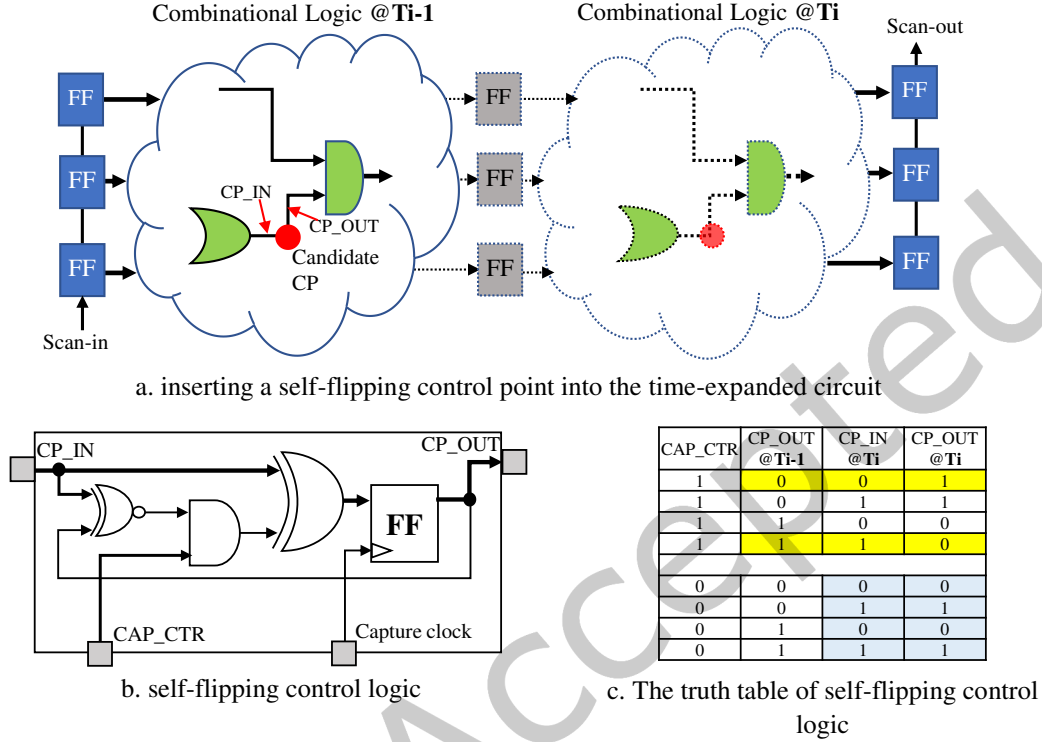 Combinational Logic @Ti-1
Combinational Logic @Ti
Scan-out
FF
FF
FF
FF
FF
FF
FF
FF
FF
CP_IN
CP_OUT
Candidate
CP
Scan-in
a. inserting a self-flipping control point into the time-expanded circuit
CP_IN
CP_OUT
FF
CAP_CTR
Capture clock
b. self-flipping control logic
CAP_CTR CP_OUT @Ti-1 CP_IN @Ti CP_OUT @Ti
1 0 0 1
1 0 1 1
1 1 0 0
1 1 1 0
0 0 0 0
0 0 1 1
0 1 0 0
0 1 1 1
c. The truth table of self-flipping control
logic
Accepted